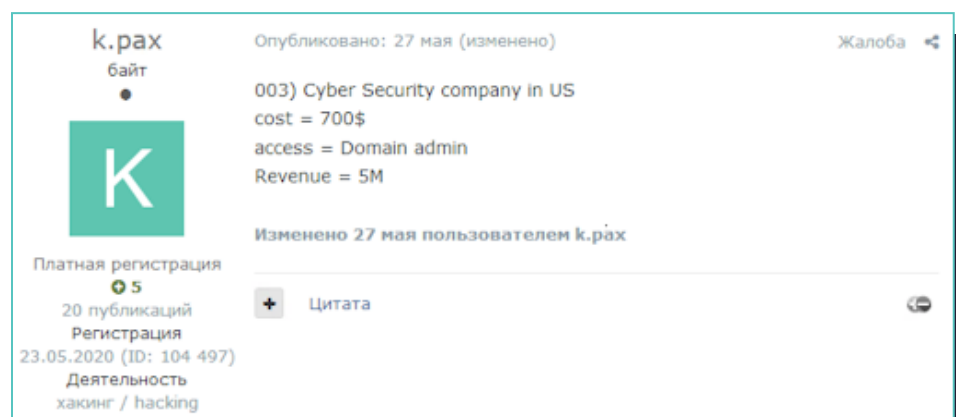 k.pax
байт
K
Платная регистрация
5
20 публикаций
Регистрация
23.05.2020 (ID: 104 497)
Деятельность
хакинг / hacking
Опубликовано: 27 мая (изменено)
Жалоба
003) Cyber Security company in US
cost = 700$
access = Domain admin
Revenue = 5M
Изменено 27 мая пользователем k.pax
+ Цитата